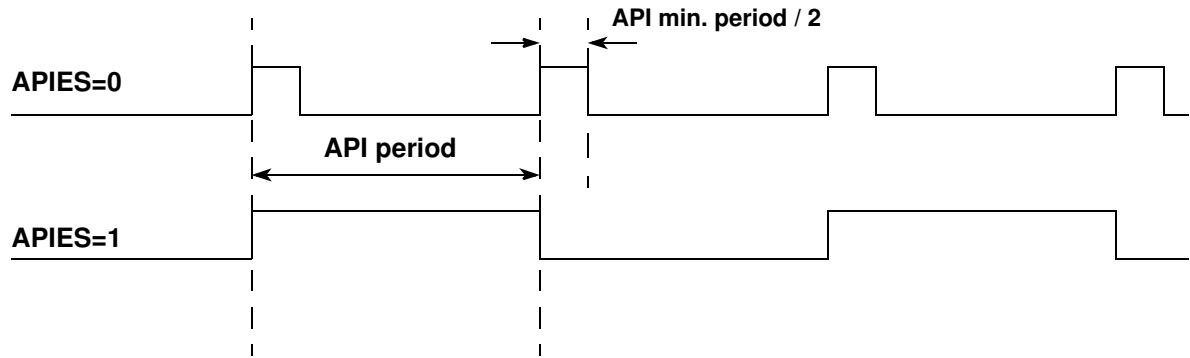 API min. period / 2
APIES=0
API period
APIES=1